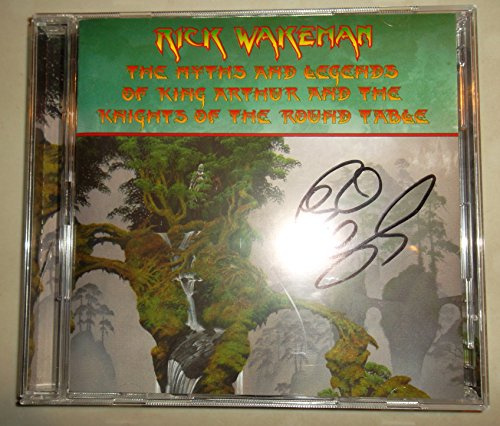 RICK WAKEMAN
THE MYTHS AND LEGENDS
OF KING ARTHUR AND THE
KNIGHTS OF THE ROUND TABLE